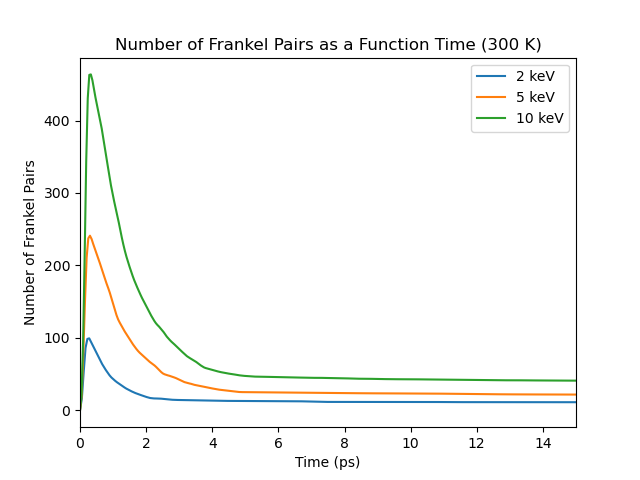 Number of Frankel Pairs as a Function Time (300 K)
2 keV
5 keV
10 keV
Number of Frankel Pairs
400
300
200
100
0
0 2 4 6 8 10 12 14
Time (ps)